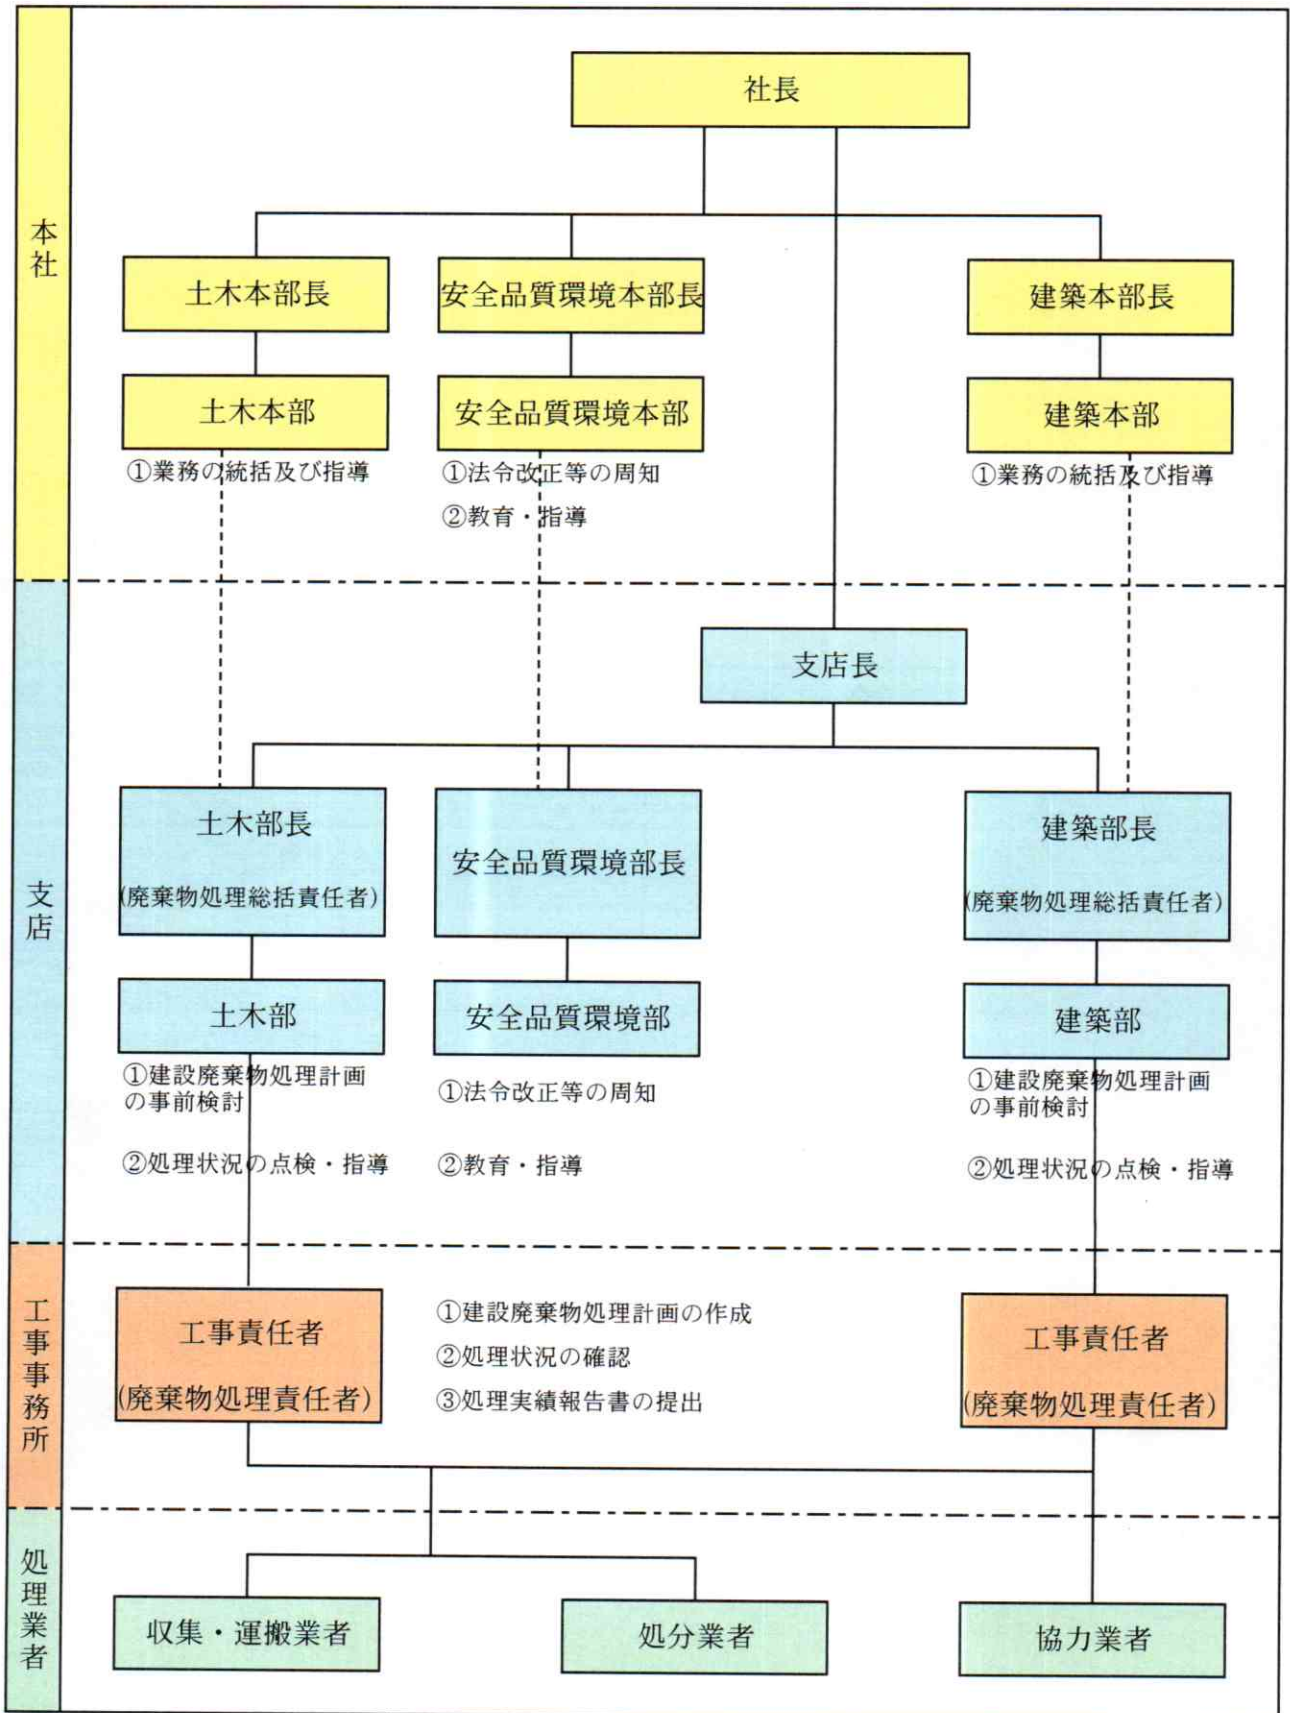 本社
社長
土木本部長
安全品質環境本部長
建築本部長
土木本部
安全品質環境本部
建築本部
①業務の統括及び指導
①法令改正等の周知
②教育・指導
①業務の統括及び指導
支店
支店長
土木部長
(廃棄物処理総括責任者)
安全品質環境部長
建築部長
(廃棄物処理総括責任者)
土木部
安全品質環境部
建築部
①建設廃棄物処理計画
の事前検討
②処理状況の点検・指導
①法令改正等の周知
②教育・指導
①建設廃棄物処理計画
の事前検討
②処理状況の点検・指導
工事事務所
工事責任者
(廃棄物処理責任者)
①建設廃棄物処理計画の作成
②処理状況の確認
③処理実績報告書の提出
工事責任者
(廃棄物処理責任者)
処理業者
収集・運搬業者
処分業者
協力業者